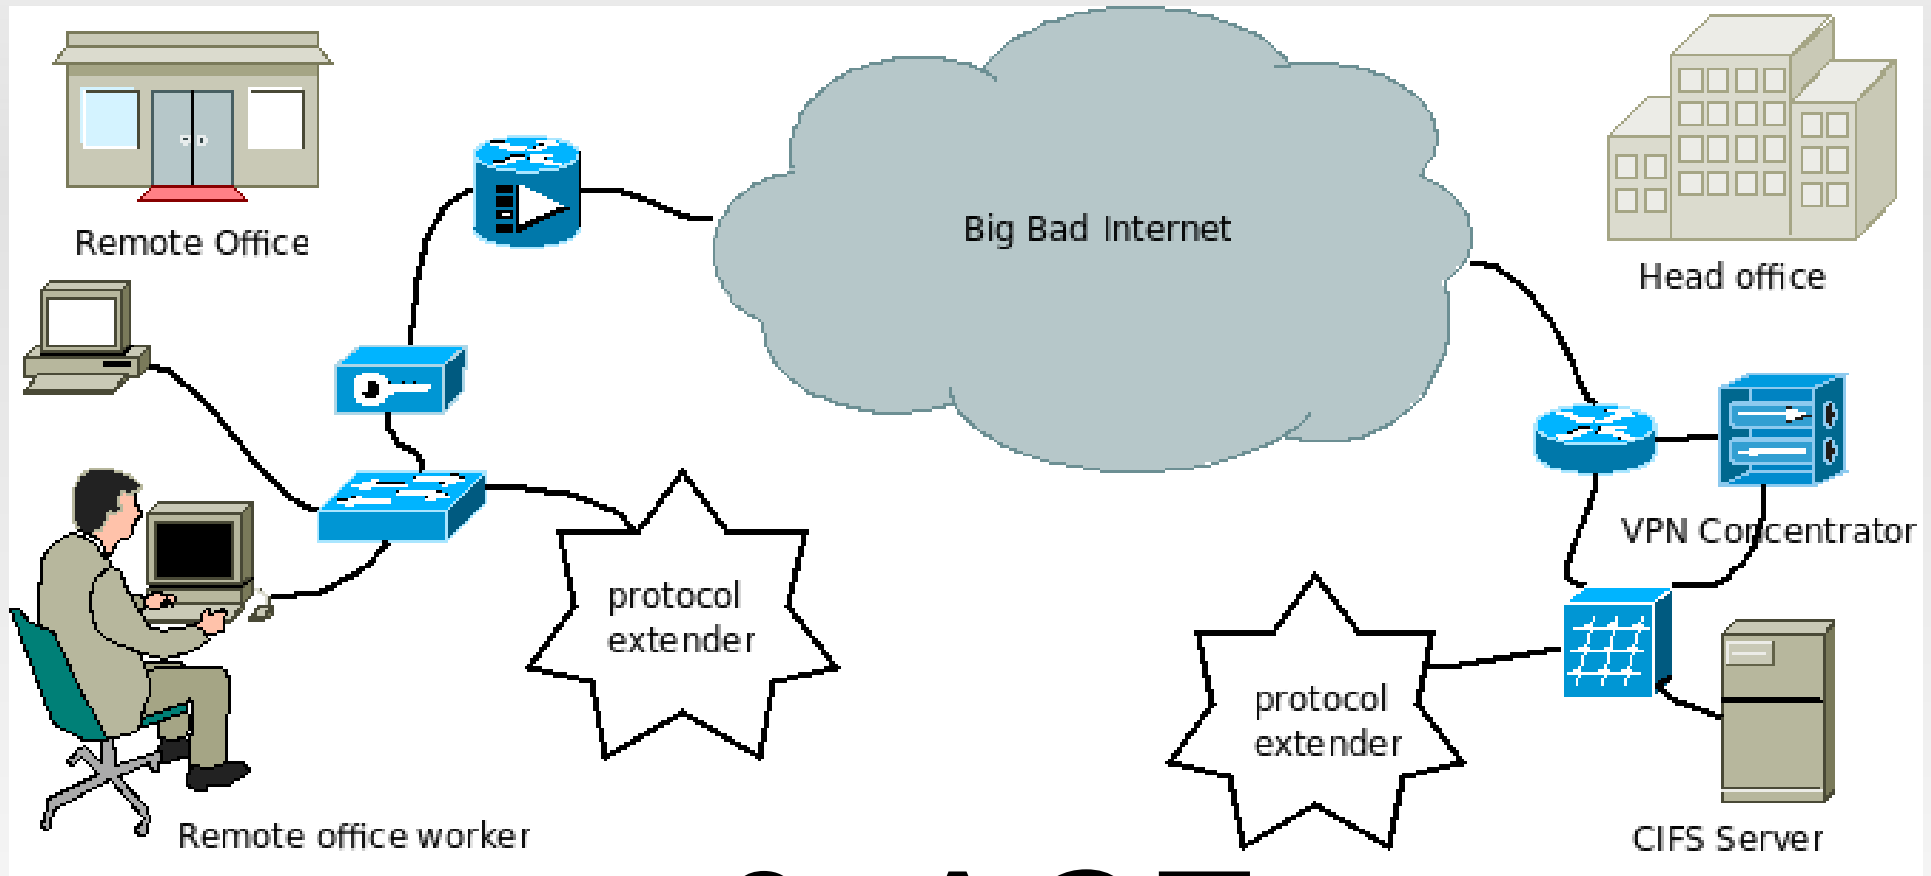 Big Bad Internet
Remote Office
Head office
VPN Concentrator
protocol
extender
protocol
extender
Remote office worker
CIFS Server